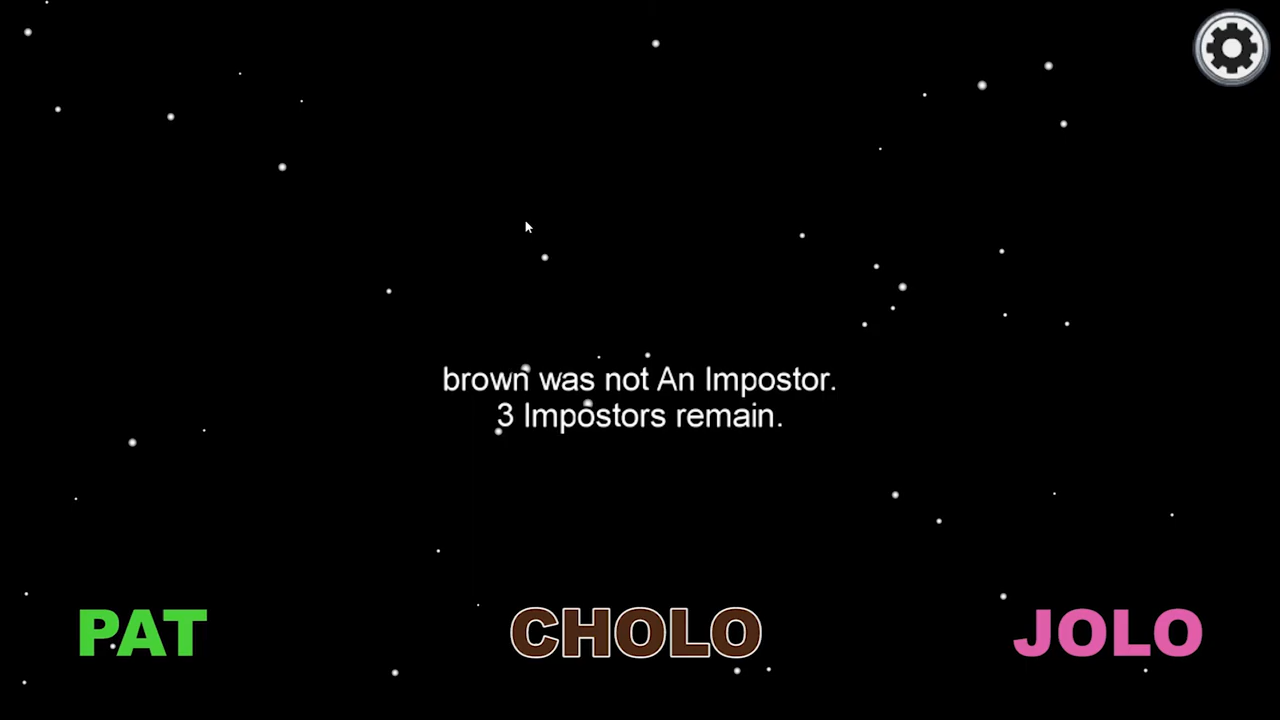 brown was not An Impostor.
3 Impostors remain.
PAT
CHOLO
JOLO